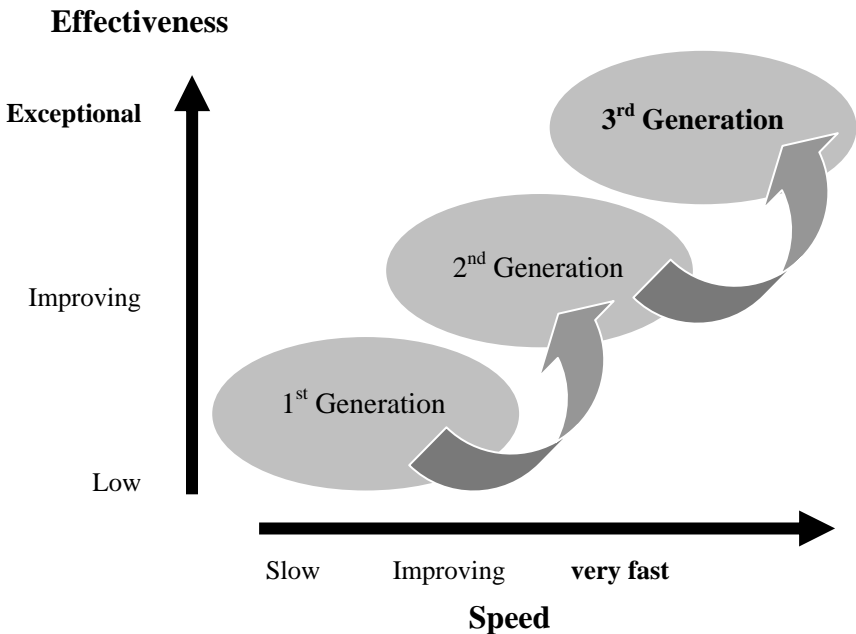 Effectiveness
Exceptional
3rd Generation
2nd Generation
Improving
1st Generation
Low
Slow Improving very fast
Speed